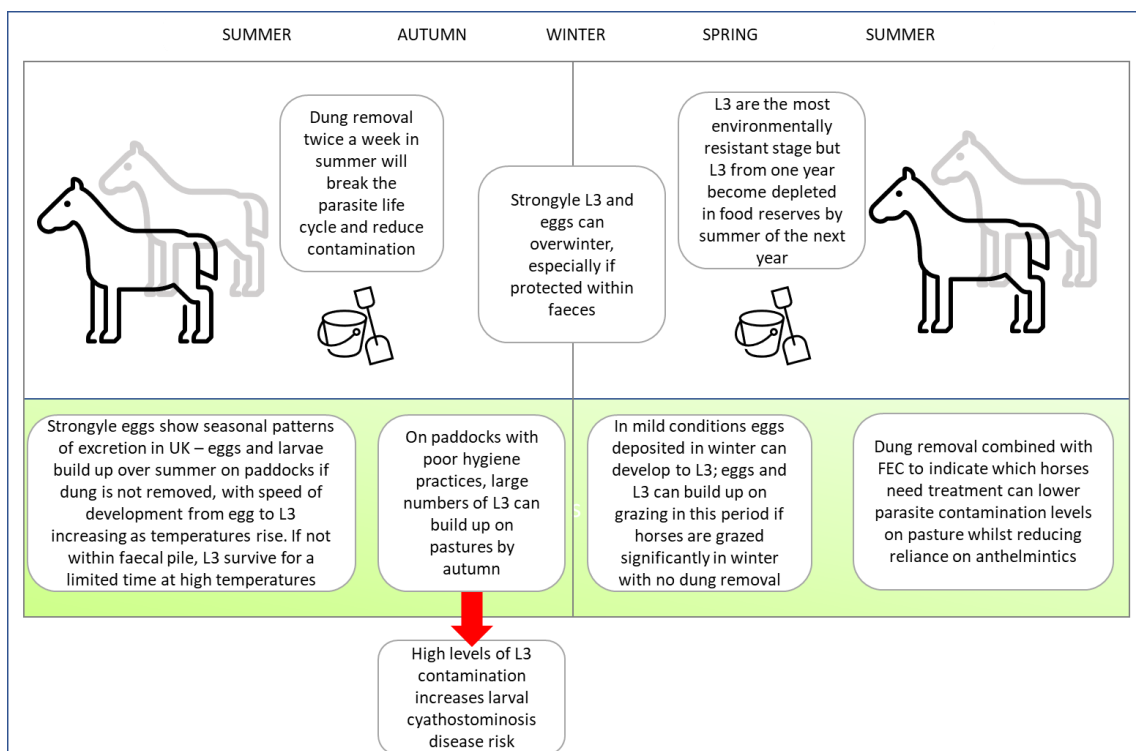 SUMMER
AUTUMN
WINTER
SPRING
SUMMER
Dung removal
twice a week in
summer will
break the
parasite life
cycle and reduce
contamination
Strongyle L3 and
eggs can
overwinter,
especially if
protected within
faeces
L3 are the most
environmentally
resistant stage but
L3 from one year
become depleted
in food reserves by
summer of the next
year
Strongyle eggs show seasonal patterns
of excretion in UK – eggs and larvae
build up over summer on paddocks if
dung is not removed, with speed of
development from egg to L3
increasing as temperatures rise. If not
within faecal pile, L3 survive for a
limited time at high temperatures
On paddocks with
poor hygiene
practices, large
numbers of L3 can
build up on
pastures by
autumn
In mild conditions eggs
deposited in winter can
develop to L3; eggs and
L3 can build up on
grazing in this period if
horses are grazed
significantly in winter
with no dung removal
Dung removal combined with
FEC to indicate which horses
need treatment can lower
parasite contamination levels
on pasture whilst reducing
reliance on anthelmintics
High levels of L3
contamination
increases larval
cyathostominosis
disease risk